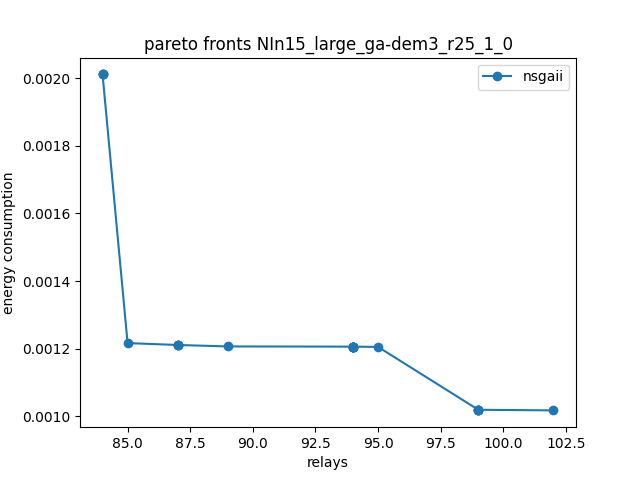 pareto fronts NIn15_large_ga-dem3_r25_1_0
nsgaii
energy consumption
0.0020
0.0018
0.0016
0.0014
0.0012
0.0010
85.0 87.5 90.0 92.5 95.0 97.5 100.0 102.5
relays